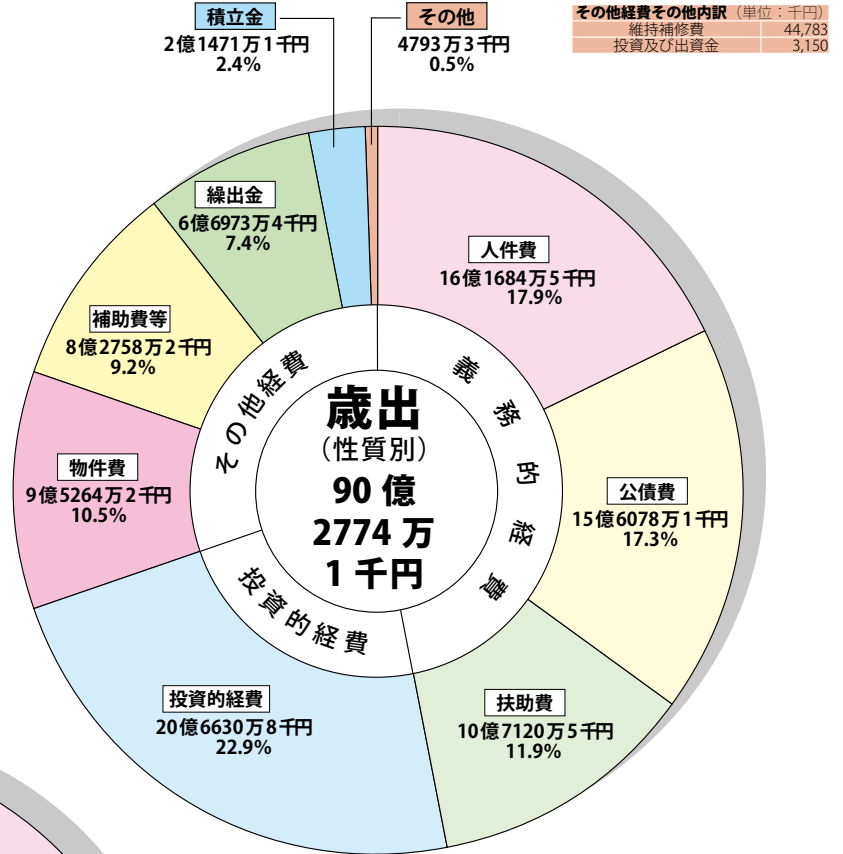 積立金
2億1471万1千円
2.4%
その他
4793万3千円
0.5%
その他経費その他内訳（単位：千円）
維持補修費 44,783
投資及び出資金 3,150
人件費
16億1684万5千円
17.9%
公債費
15億6078万1千円
17.3%
扶助費
10億7120万5千円
11.9%
投資的経費
20億6630万8千円
22.9%
物件費
9億5264万2千円
10.5%
補助費等
8億2758万2千円
9.2%
繰出金
6億6973万4千円
7.4%
義務的経費
投資的経費
その他経費
歳出
（性質別）
90億
2774万
1千円